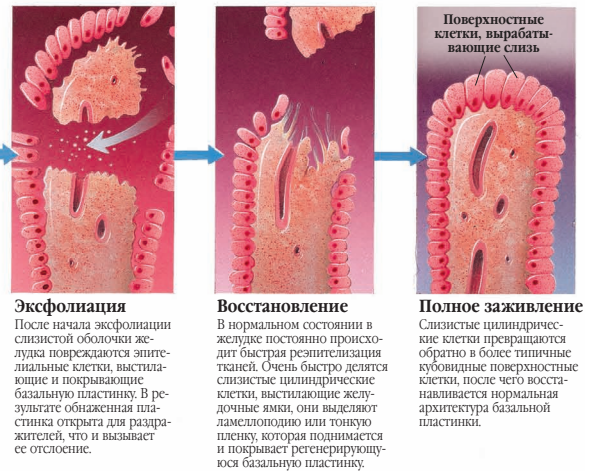 Поверхностные
клетки, вырабаты-
вающие слизь
Эксфолиация
После начала эксфолиации
слизистой оболочки же-
лудка повреждаются эпите-
лиальные клетки, выстила-
ющие и покрывающие
базальную пластинку. В ре-
зультате обнаженная пла-
стинка открыта для раздра-
жителей, что и вызывает
ее отслоение.
Восстановление
В нормальном состоянии в
желудке постоянно происхо-
дит быстрая реэпителизация
тканей. Очень быстро делятся
слизистые цилиндрические
клетки, выстилающие желу-
дочные ямки, они выделяют
ламеллоподию или тонкую
пленку, которая поднимается
и покрывает регенерирующу-
юся базальную пластинку.
Полное заживление
Слизистые цилиндричес-
кие клетки превращаются
обратно в более типичные
кубовидные поверхностные
клетки, после чего восста-
навливается нормальная
архитектура базальной
пластинки.